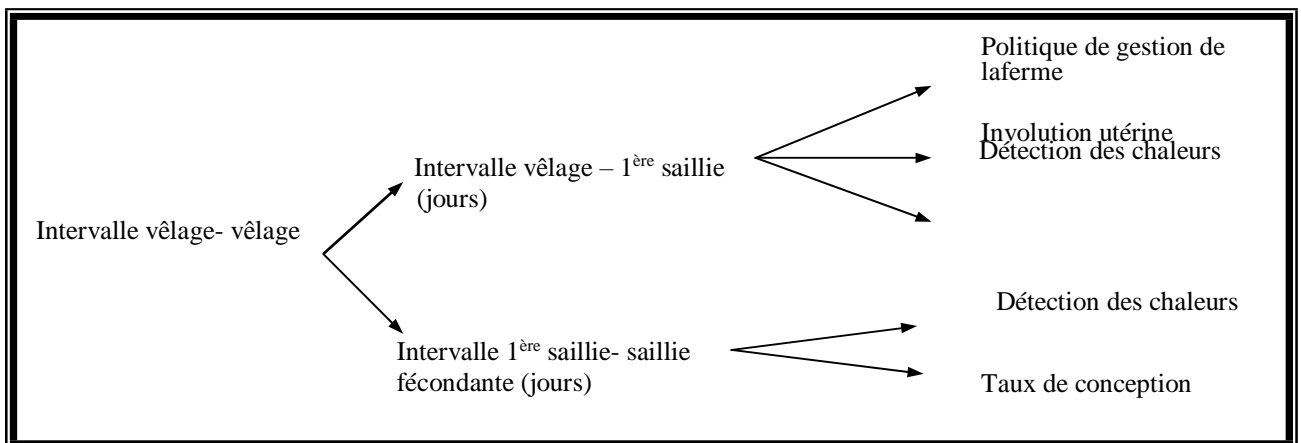 Politique de gestion de
laferme
Involution utérine
Détection des chaleurs
Intervalle vêlage – 1ère saillie
(jours)
Intervalle vêlage- vêlage
Détection des chaleurs
Intervalle 1ère saillie- saillie
fécondante (jours)
Taux de conception